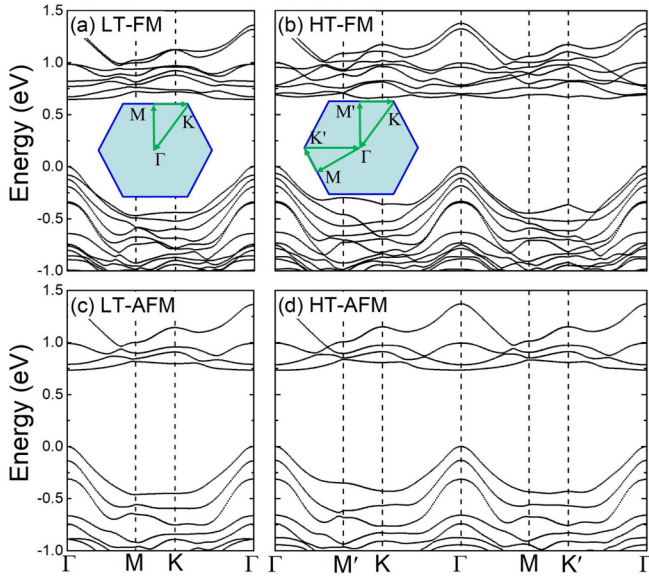 (a) LT-FM
(b) HT-FM
Energy (eV)
1.5
1.0
0.5
0.0
-0.5
-1.0
M
K
Γ
M'
K
K'
Γ
M
(c) LT-AFM
(d) HT-AFM
Energy (eV)
1.5
1.0
0.5
0.0
-0.5
-1.0
Γ M K Γ Γ M' K Γ M K' Γ